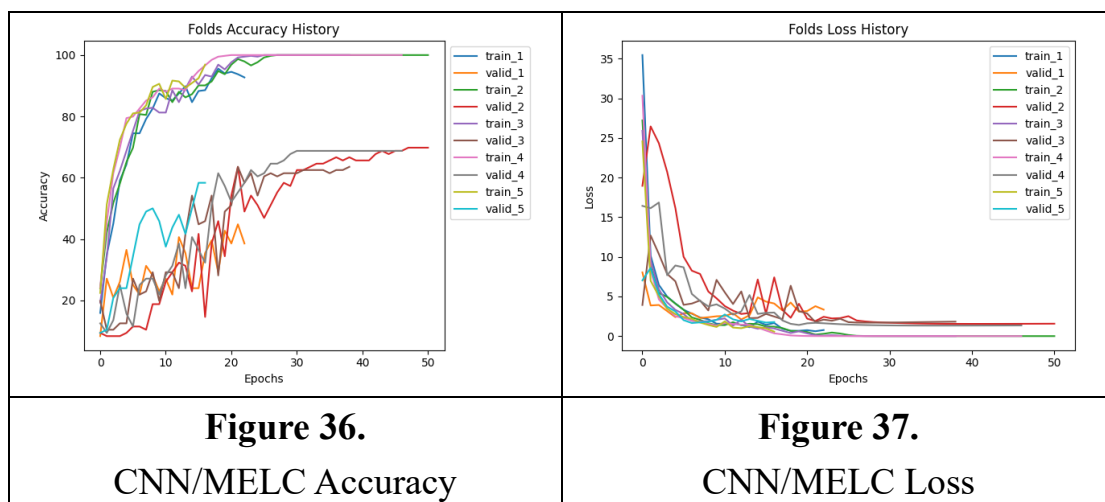 Folds Accuracy History
Accuracy
100
80
60
40
20
0
10
20
30
40
50
Epochs
train_1
valid_1
train_2
valid_2
train_3
valid_3
train_4
valid_4
train_5
valid_5
Folds Loss History
Loss
35
30
25
20
15
10
5
0
0
10
20
30
40
50
Epochs
train_1
valid_1
train_2
valid_2
train_3
valid_3
train_4
valid_4
train_5
valid_5
Figure 36.
CNN/MELC Accuracy
Figure 37.
CNN/MELC Loss